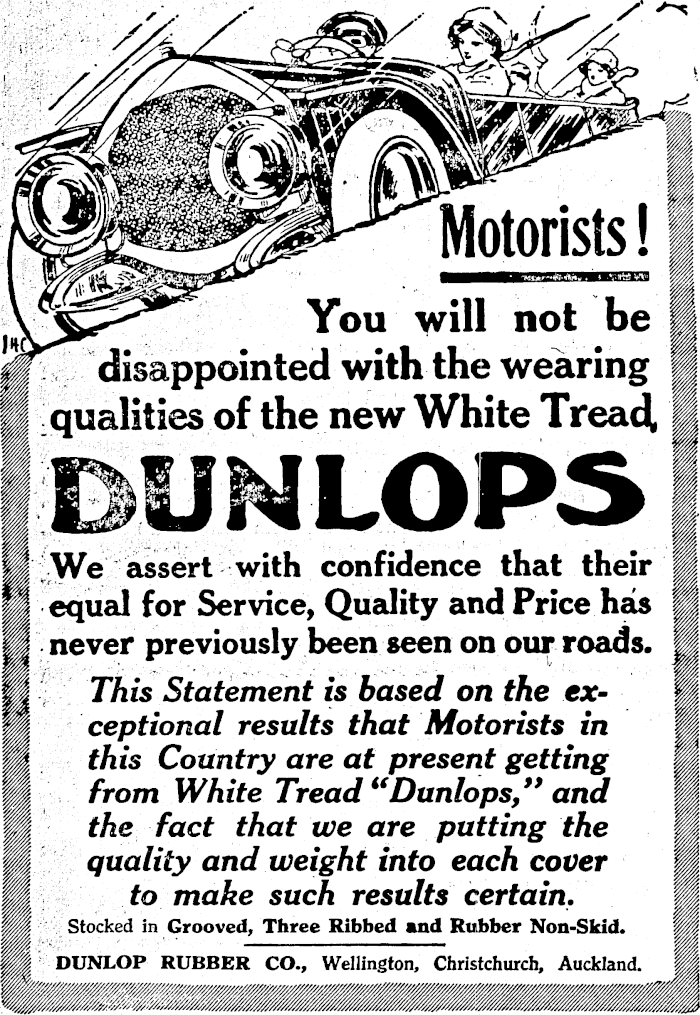 Motorists!
You will not be
disappointed with the wearing
qualities of the new White Tread,
DUNLOPS
We assert with confidence that their
equal for Service, Quality and Price has
never previously been seen on our roads.
This Statement is based on the ex-
ceptional results that Motorists in
this Country are at present getting
from White Tread “Dunlops,” and
the fact that we are putting the
quality and weight into each cover
to make such results certain.
Stocked in Grooved, Three Ribbed and Rubber Non-Skid.
DUNLOP RUBBER CO., Wellington, Christchurch, Auckland.